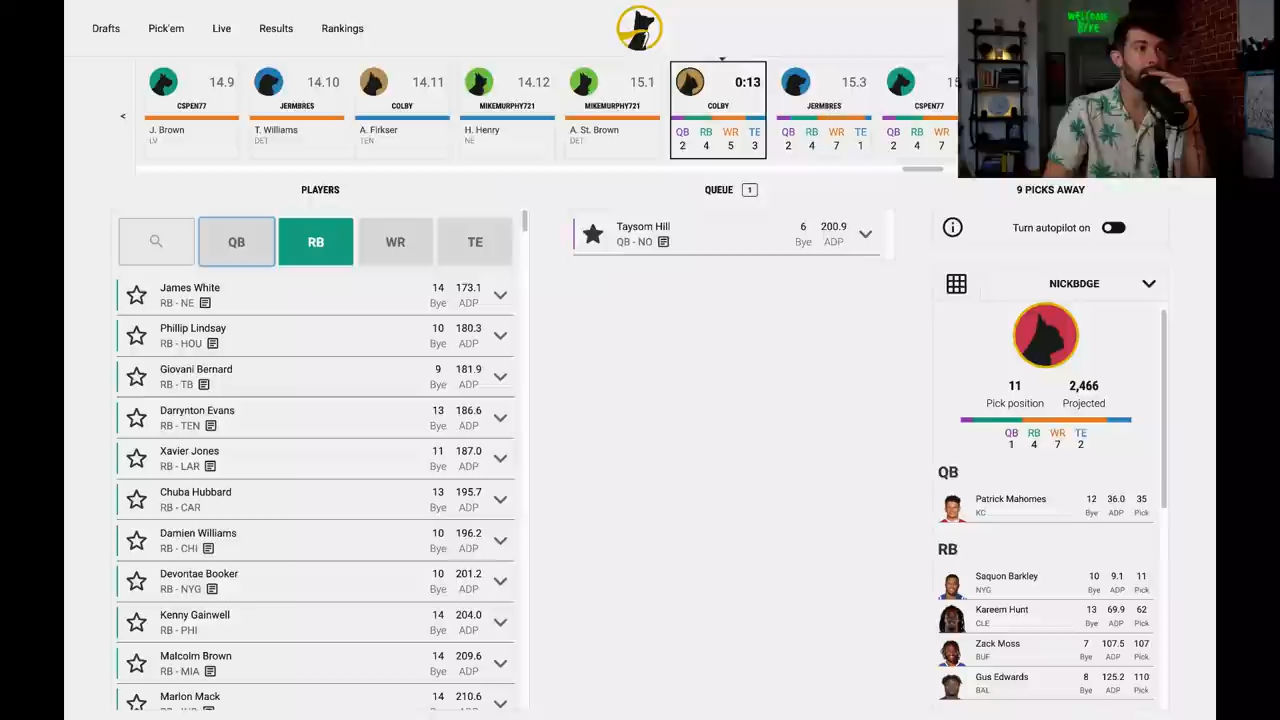 Drafts Pick'em Live Results Rankings
WELCOME
14.9 14.10 14.11 14.12 15.1 0:13 15.3
CSPEN77 JERMBRES COLBY MIKEMURPHY721 MIKEMURPHY721 COLBY JERMBRES CSPEN77
<
J. Brown T. Williams A. Firkser H. Henry A. St. Brown QB RB WR TE QB RB WR TE QB RB WR
LV DET TEN NE DET 2 4 5 3 2 4 7 1 2 4 7
PLAYERS QUEUE 1 9 PICKS AWAY
QB RB WR TE
Taysom Hill 6 200.9
QB - NO Bye ADP
Turn autopilot on
James White 14 173.1
RB - NE Bye ADP
Phillip Lindsay 10 180.3
RB - HOU Bye ADP
Giovani Bernard 9 181.9
RB - TB Bye ADP
Darrynton Evans 13 186.6
RB - TEN Bye ADP
Xavier Jones 11 187.0
RB - LAR Bye ADP
Chuba Hubbard 13 195.7
RB - CAR Bye ADP
Damien Williams 10 196.2
RB - CHI Bye ADP
Devontae Booker 10 201.2
RB - NYG Bye ADP
Kenny Gainwell 14 204.0
RB - PHI Bye ADP
Malcolm Brown 14 209.6
RB - MIA Bye ADP
Marlon Mack 14 210.6
NICKBDGE
11 2,466
Pick position Projected
QB RB WR TE
1 4 7 2
QB
Patrick Mahomes 12 36.0 35
KC Bye ADP Pick
RB
Saquon Barkley 10 9.1 11
NYG Bye ADP Pick
Kareem Hunt 13 69.9 62
CLE Bye ADP Pick
Zack Moss 7 107.5 107
BUF Bye ADP Pick
Gus Edwards 8 125.2 110
BAL Bye ADP Pick